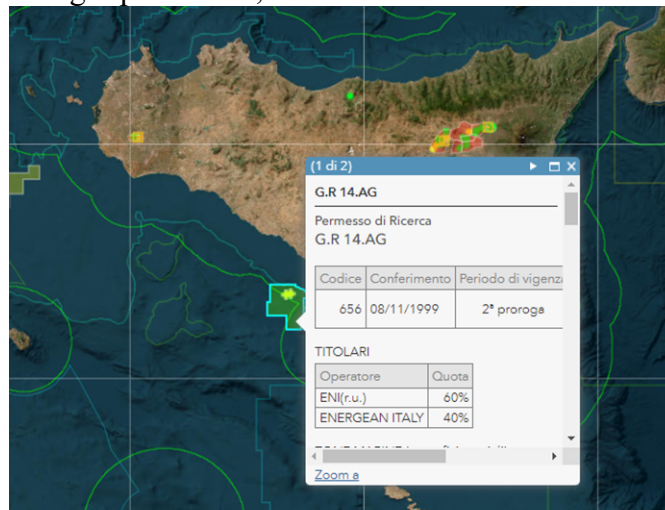 (1 di 2)
G.R 14.AG
Permesso di Ricerca
G.R 14.AG
Codice Conferimento Periodo di vigenza
656 08/11/1999 2ª proroga
TITOLARI
Operatore Quota
ENI(r.u.) 60%
ENERGEAN ITALY 40%
Zoom a